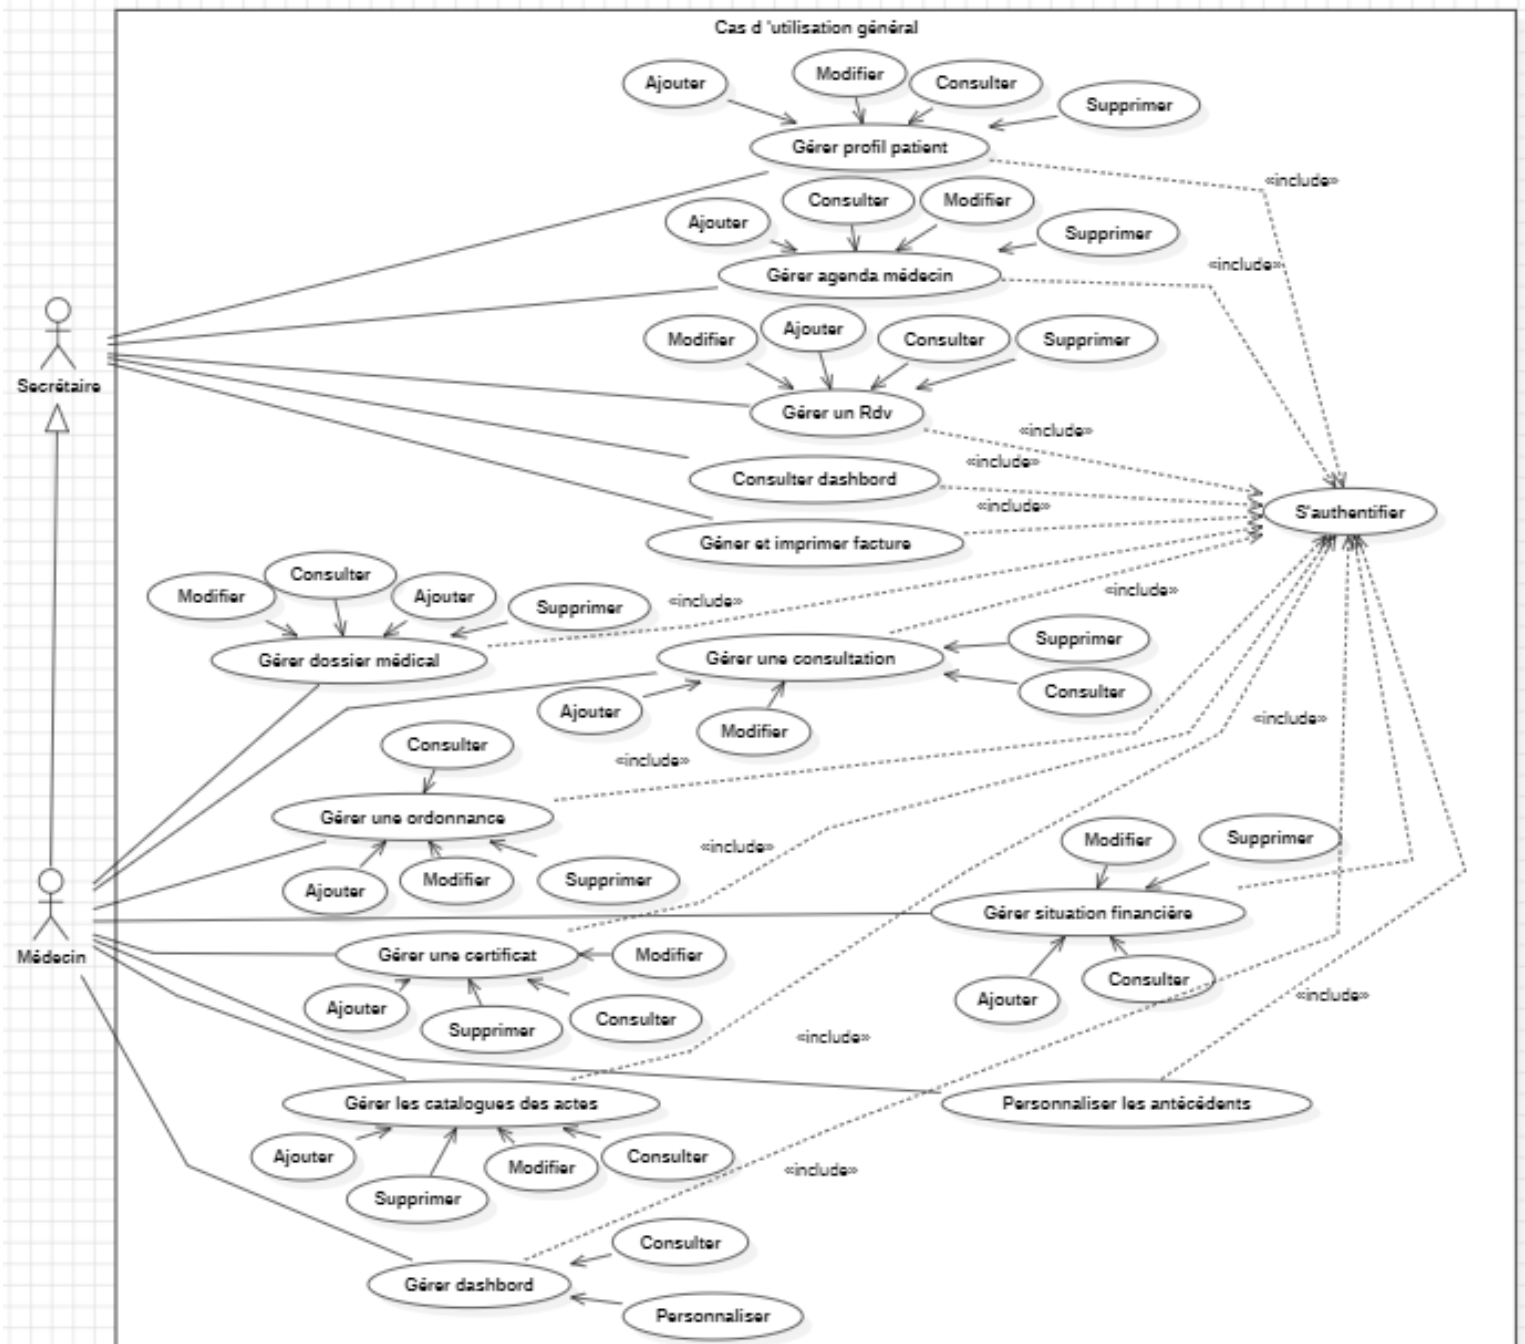 Cas d 'utilisation général
Ajouter
Modifier
Consulter
Supprimer
Gérer profil patient
«include»
Ajouter
Consulter
Modifier
Supprimer
Gérer agenda médecin
«include»
Modifier
Ajouter
Consulter
Supprimer
Gérer un Rdv
«include»
Secrétaire
Consulter dashbord
«include»
Géner et imprimer facture
«include»
S'authentifier
Modifier
Consulter
Ajouter
Supprimer
Gérer dossier médical
«include»
Gérer une consultation
«include»
Supprimer
Consulter
Ajouter
Modifier
Consulter
Gérer une ordonnance
«include»
«include»
Ajouter
Modifier
Supprimer
«include»
Modifier
Supprimer
Gérer situation financière
Ajouter
Consulter
Médecin
Gérer une certificat
Modifier
Ajouter
Supprimer
Consulter
«include»
«include»
Gérer les catalogues des actes
Personnaliser les antécédents
Ajouter
Supprimer
Modifier
Consulter
«include»
Consulter
Gérer dashbord
Personnaliser